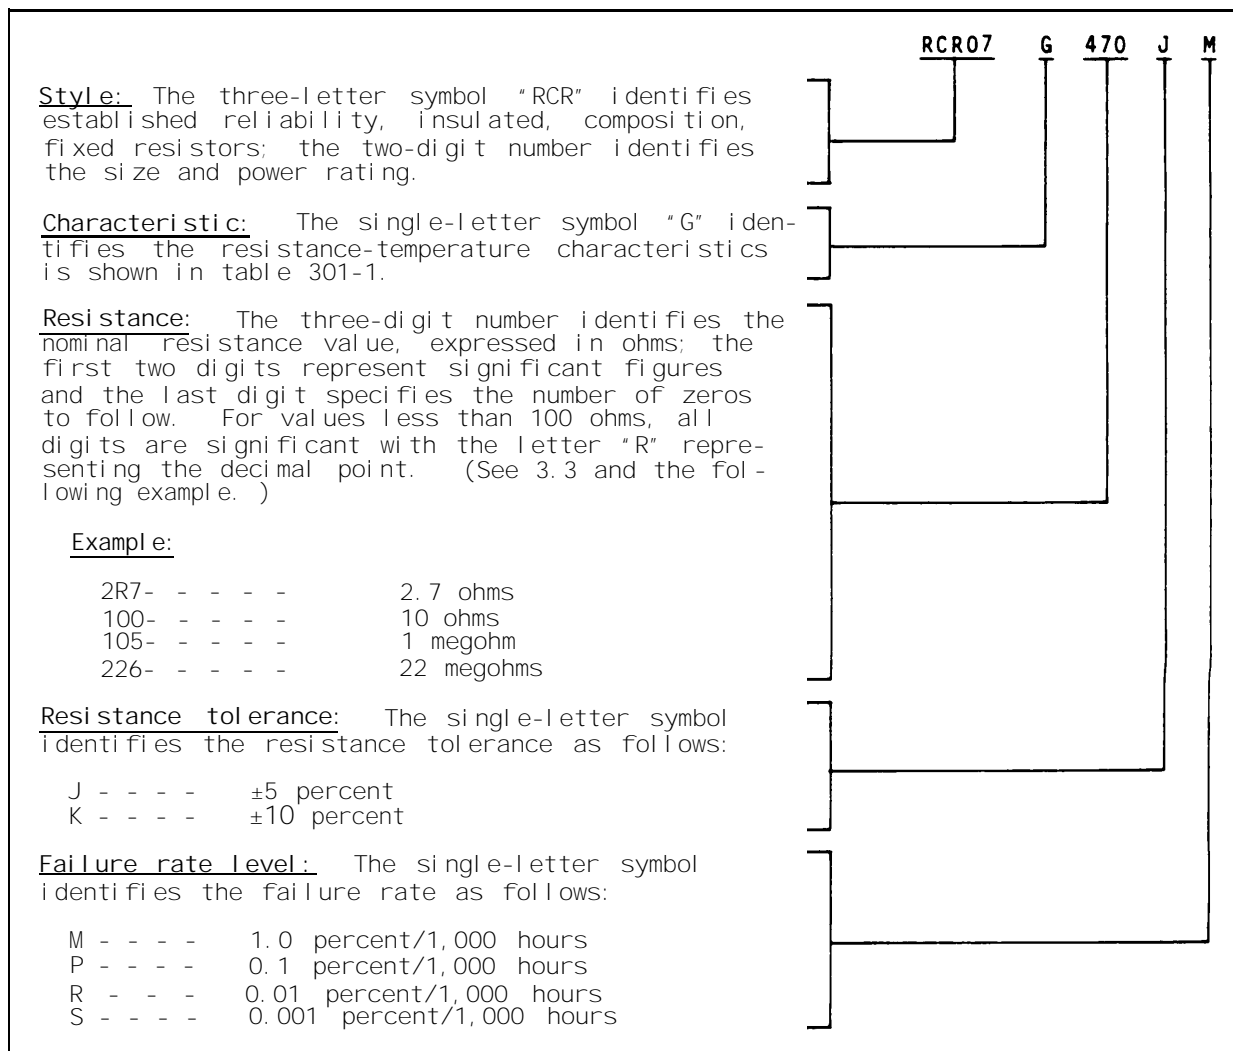 RCR07 G 470 J M
Style: The three-letter symbol "RCR" identifies
established reliability, insulated, composition,
fixed resistors; the two-digit number identifies
the size and power rating.
Characteristic: The single-letter symbol "G" iden-
tifies the resistance-temperature characteristics
is shown in table 301-1.
Resistance: The three-digit number identifies the
nominal resistance value, expressed in ohms; the
first two digits represent significant figures
and the last digit specifies the number of zeros
to follow. For values less than 100 ohms, all
digits are significant with the letter "R" repre-
senting the decimal point. (See 3.3 and the fol-
lowing example. )
Example:
2R7- - - - - 2.7 ohms
100- - - - - 10 ohms
105- - - - - 1 megohm
226- - - - - 22 megohms
Resistance tolerance: The single-letter symbol
identifies the resistance tolerance as follows:
J - - - - ±5 percent
K - - - - ±10 percent
Failure rate level: The single-letter symbol
identifies the failure rate as follows:
M - - - - 1.0 percent/1,000 hours
P - - - - 0.1 percent/1,000 hours
R - - - 0.01 percent/1,000 hours
S - - - - 0.001 percent/1,000 hours